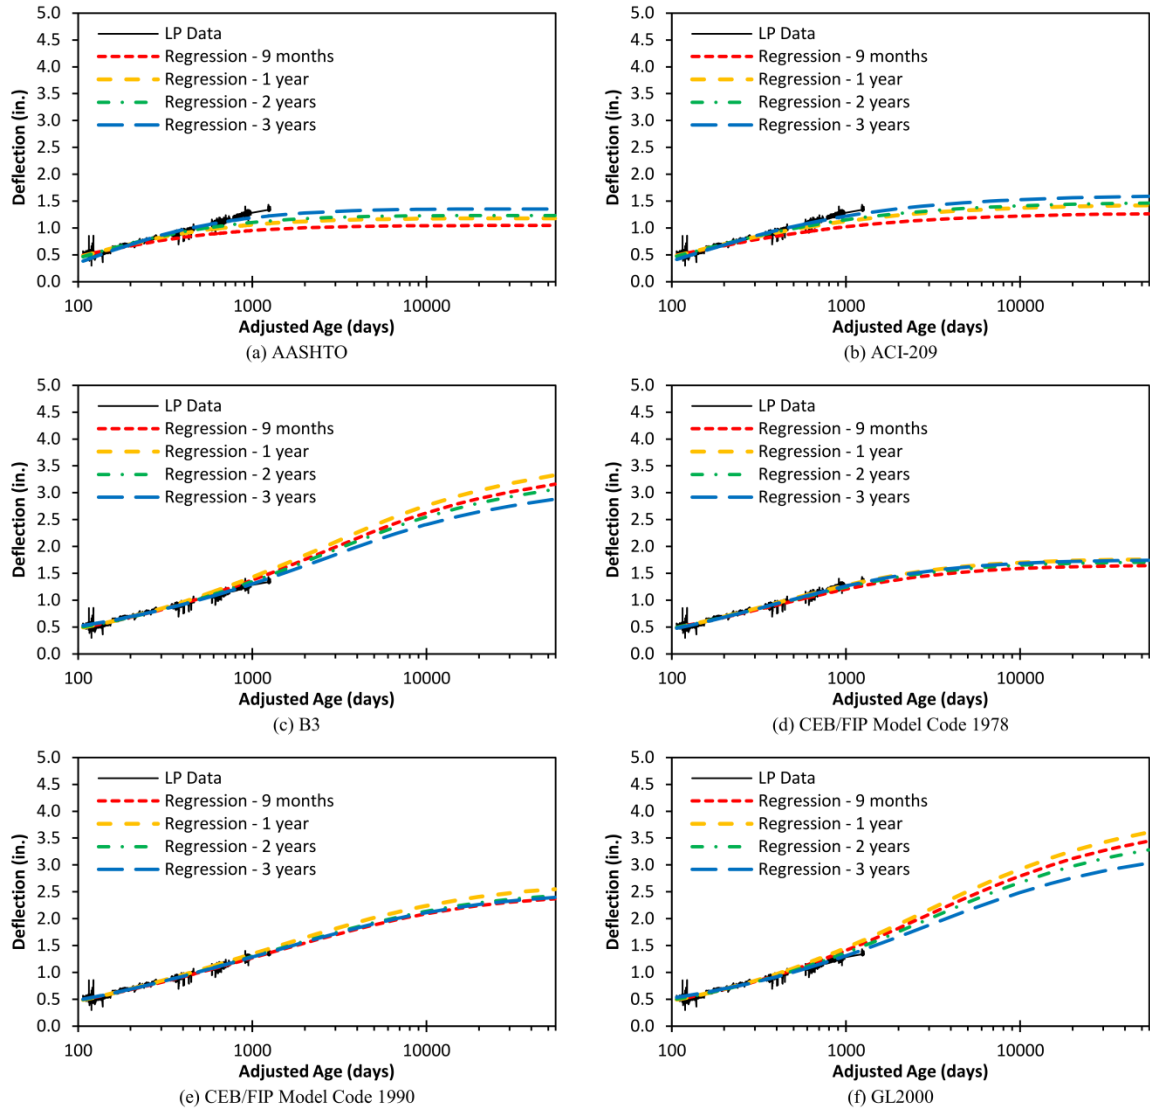 5.0
4.5
4.0
3.5
3.0
2.5
2.0
1.5
1.0
0.5
0.0
Deflection (in.)
LP Data
Regression - 9 months
Regression - 1 year
Regression - 2 years
Regression - 3 years
100 1000 10000
Adjusted Age (days)
(a) AASHTO
5.0
4.5
4.0
3.5
3.0
2.5
2.0
1.5
1.0
0.5
0.0
Deflection (in.)
LP Data
Regression - 9 months
Regression - 1 year
Regression - 2 years
Regression - 3 years
100 1000 10000
Adjusted Age (days)
(b) ACI-209
5.0
4.5
4.0
3.5
3.0
2.5
2.0
1.5
1.0
0.5
0.0
Deflection (in.)
LP Data
Regression - 9 months
Regression - 1 year
Regression - 2 years
Regression - 3 years
100 1000 10000
Adjusted Age (days)
(c) B3
5.0
4.5
4.0
3.5
3.0
2.5
2.0
1.5
1.0
0.5
0.0
Deflection (in.)
LP Data
Regression - 9 months
Regression - 1 year
Regression - 2 years
Regression - 3 years
100 1000 10000
Adjusted Age (days)
(d) CEB/FIP Model Code 1978
5.0
4.5
4.0
3.5
3.0
2.5
2.0
1.5
1.0
0.5
0.0
Deflection (in.)
LP Data
Regression - 9 months
Regression - 1 year
Regression - 2 years
Regression - 3 years
100 1000 10000
Adjusted Age (days)
(e) CEB/FIP Model Code 1990
5.0
4.5
4.0
3.5
3.0
2.5
2.0
1.5
1.0
0.5
0.0
Deflection (in.)
LP Data
Regression - 9 months
Regression - 1 year
Regression - 2 years
Regression - 3 years
100 1000 10000
Adjusted Age (days)
(f) GL2000